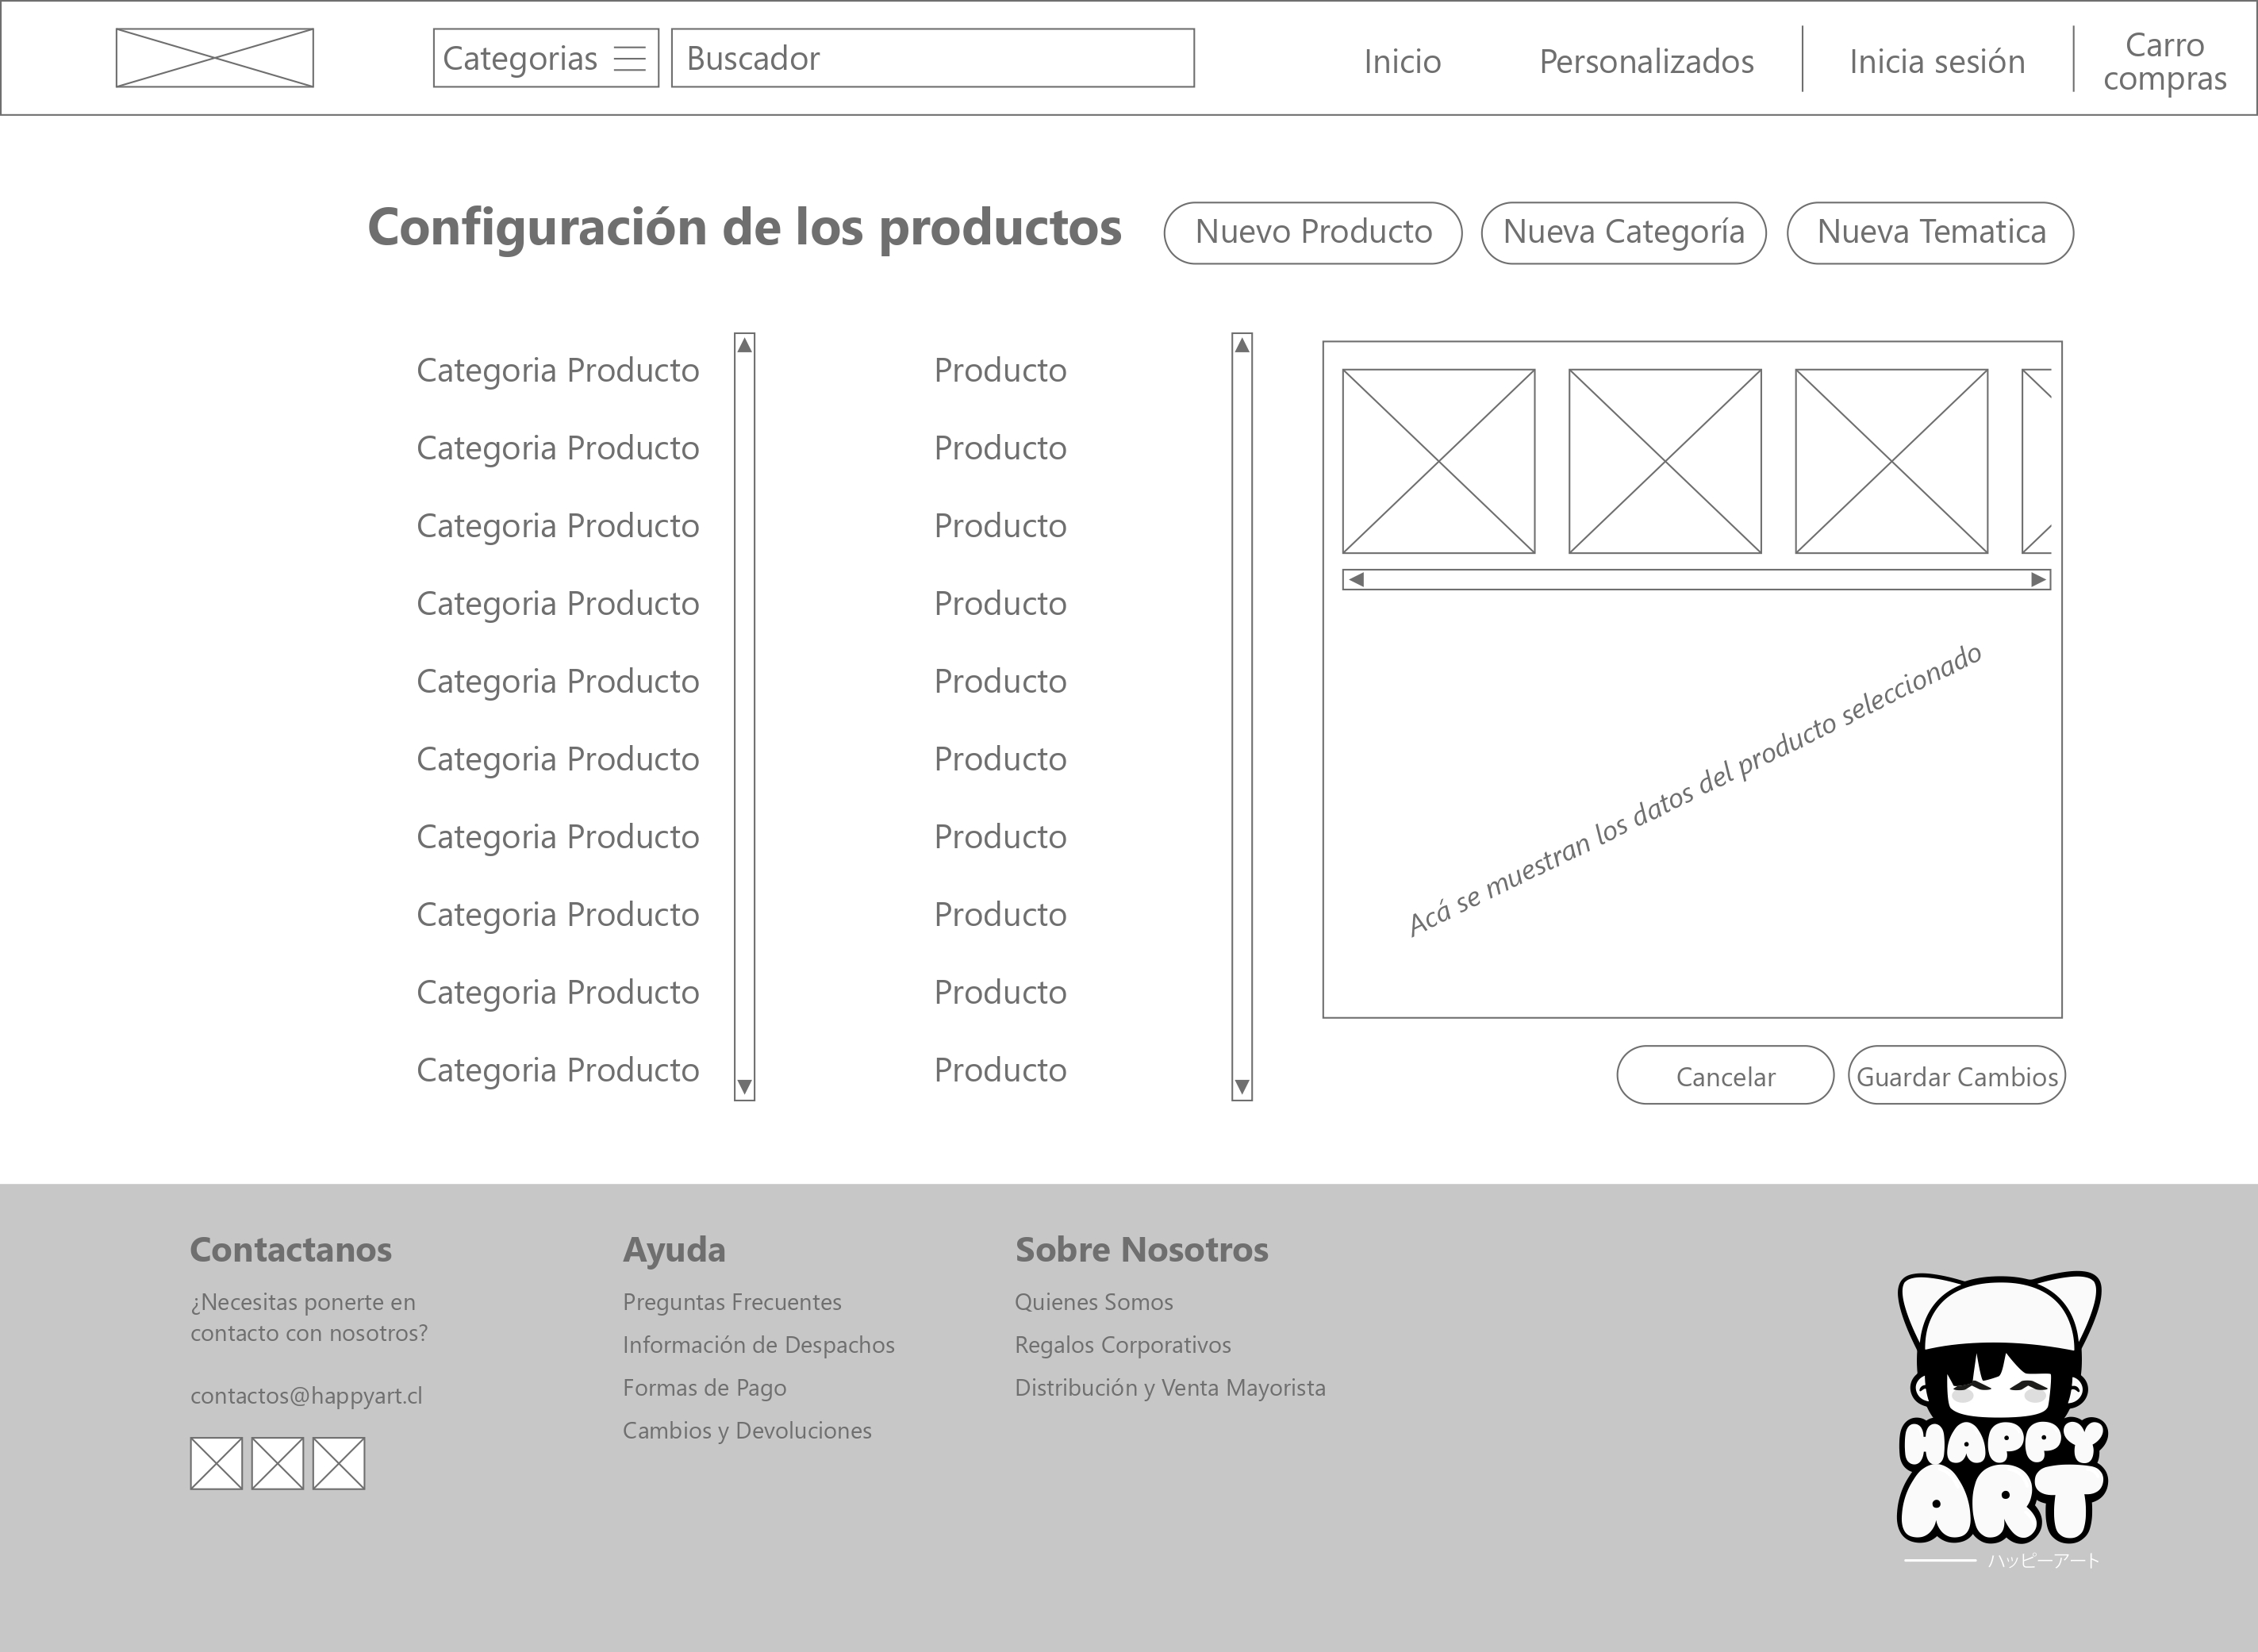 Categorias
Buscador
Inicio
Personalizados
Inicia sesión
Carro
compras
Configuración de los productos
Nuevo Producto
Nueva Categoría
Nueva Tematica
Categoria Producto
Categoria Producto
Categoria Producto
Categoria Producto
Categoria Producto
Categoria Producto
Categoria Producto
Categoria Producto
Categoria Producto
Categoria Producto
Producto
Producto
Producto
Producto
Producto
Producto
Producto
Producto
Producto
Producto
Acá se muestran los datos del producto seleccionado
Cancelar
Guardar Cambios
Contactanos
¿Necesitas ponerte en
contacto con nosotros?
contactos@happyart.cl
Ayuda
Preguntas Frecuentes
Información de Despachos
Formas de Pago
Cambios y Devoluciones
Sobre Nosotros
Quienes Somos
Regalos Corporativos
Distribución y Venta Mayorista
HAPPY
ART
ハッピーアート